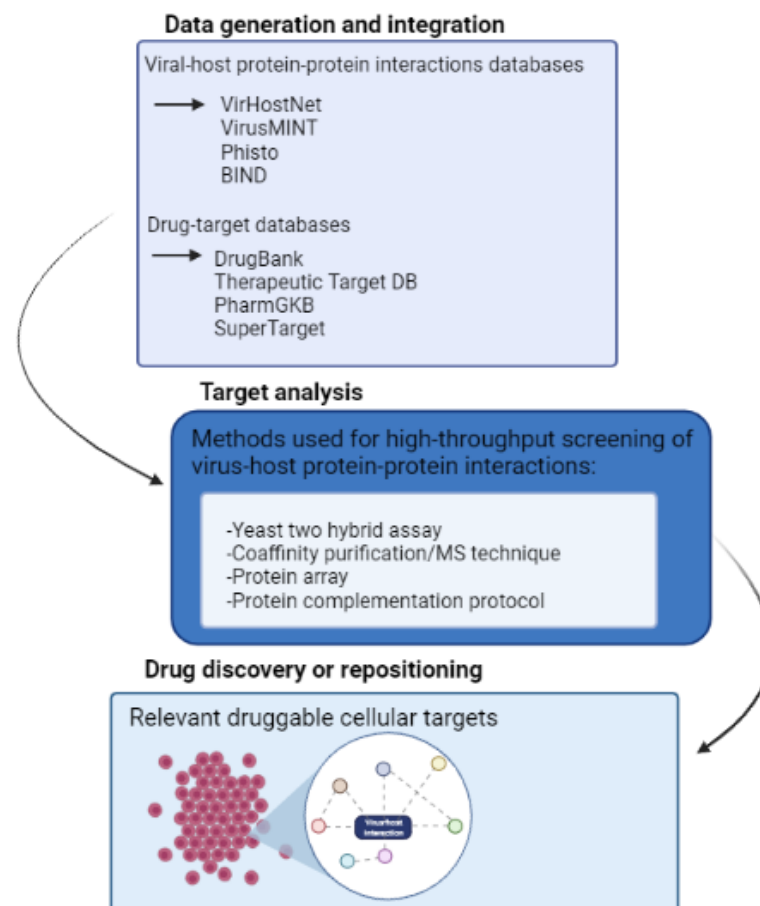 Data generation and integration
Viral-host protein-protein interactions databases
VirHostNet
VirusMINT
Phisto
BIND
Drug-target databases
DrugBank
Therapeutic Target DB
PharmGKB
SuperTarget
Target analysis
Methods used for high-throughput screening of
virus-host protein-protein interactions:
-Yeast two hybrid assay
-Coaffinity purification/MS technique
-Protein array
-Protein complementation protocol
Drug discovery or repositioning
Relevant druggable cellular targets
Virus/host
interaction